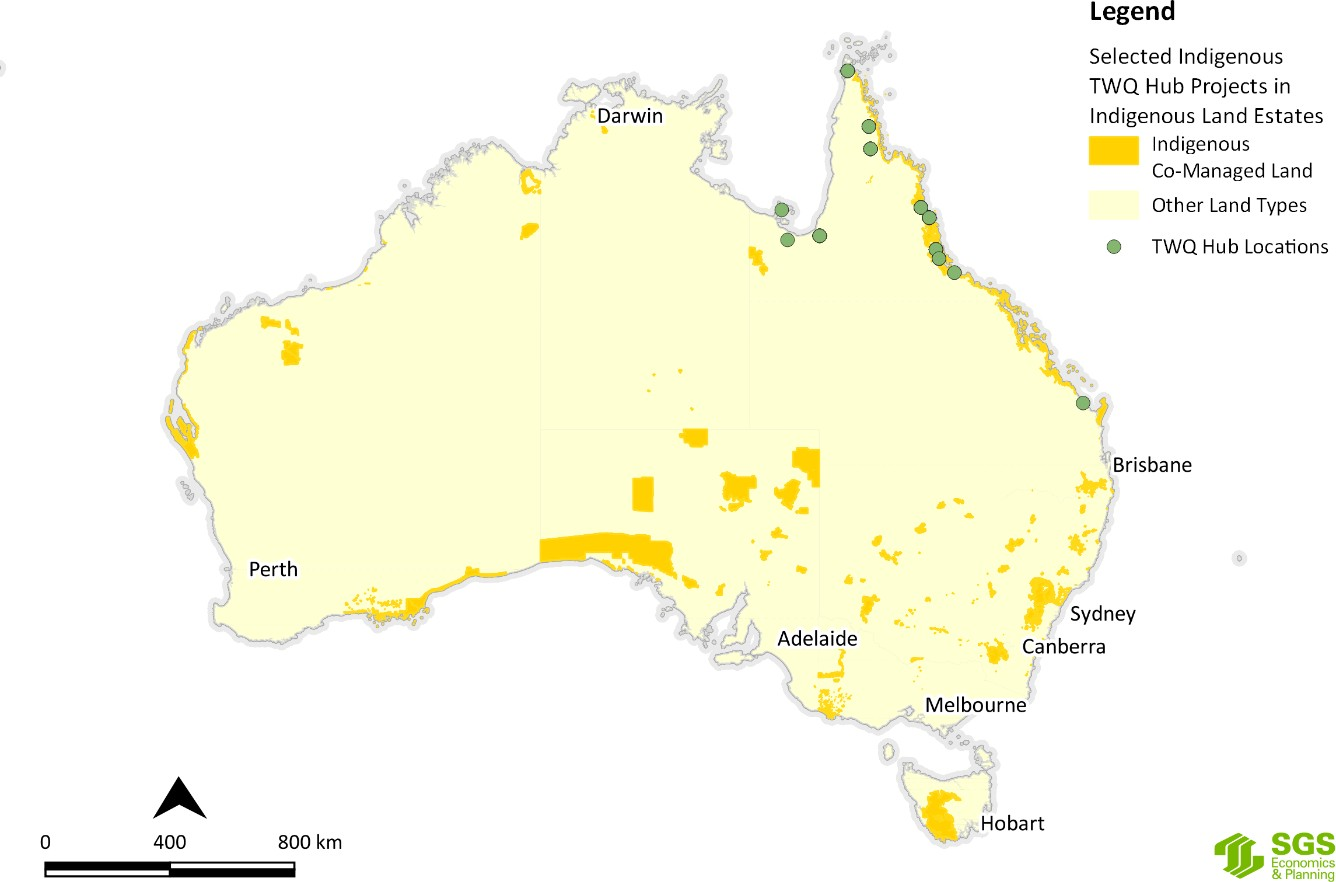 Legend
Selected Indigenous
TWQ Hub Projects in
Indigenous Land Estates
Indigenous
Co-Managed Land
Other Land Types
TWQ Hub Locations
Darwin
Brisbane
Perth
Sydney
Adelaide
Canberra
Melbourne
Hobart
0 400 800 km
SGS
Economics
& Planning